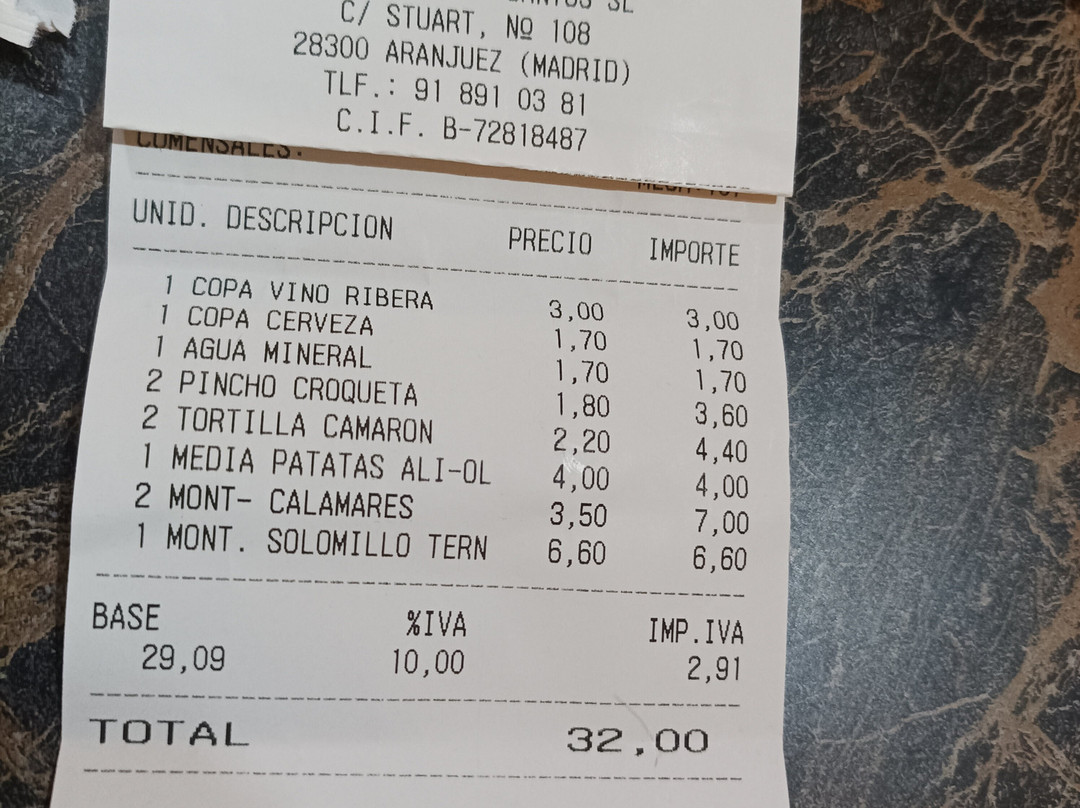 SL
C/ STUART, Nº 108
28300 ARANJUEZ (MADRID)
TLF.: 91 891 03 81
C.I.F. B-72818487
COMENSALES:
UNID. DESCRIPCION PRECIO IMPORTE
1 COPA VINO RIBERA 3,00 3,00
1 COPA CERVEZA 1,70 1,70
1 AGUA MINERAL 1,70 1,70
2 PINCHO CROQUETA 1,80 3,60
2 TORTILLA CAMARON 2,20 4,40
1 MEDIA PATATAS ALI-OL 4,00 4,00
2 MONT- CALAMARES 3,50 7,00
1 MONT. SOLOMILLO TERN 6,60 6,60
BASE %IVA IMP.IVA
29,09 10,00 2,91
TOTAL 32,00